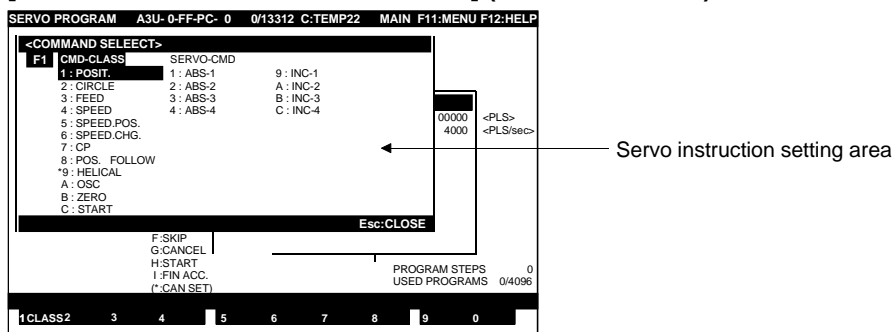 SERVO PROGRAM A3U- 0-FF-PC- 0 0/13312 C:TEMP22 MAIN F11:MENU F12:HELP
<COMMAND SELEECT>
F1 CMD-CLASS SERVO-CMD
1 : POSIT. 1 : ABS-1 9 : INC-1
2 : CIRCLE 2 : ABS-2 A : INC-2
3 : FEED 3 : ABS-3 B : INC-3
4 : SPEED 4 : ABS-4 C : INC-4
00000 <PLS>
5 : SPEED.POS.
4000 <PLS/sec>
6 : SPEED.CHG.
7 : CP
8 : POS. FOLLOW
*9 : HELICAL
A : OSC
B : ZERO
C : START
Servo instruction setting area
Esc:CLOSE
F:SKIP
G:CANCEL
H:START
I :FIN ACC.
(*:CAN SET)
PROGRAM STEPS 0
USED PROGRAMS 0/4096
1CLASS2 3 4 5 6 7 8 9 0